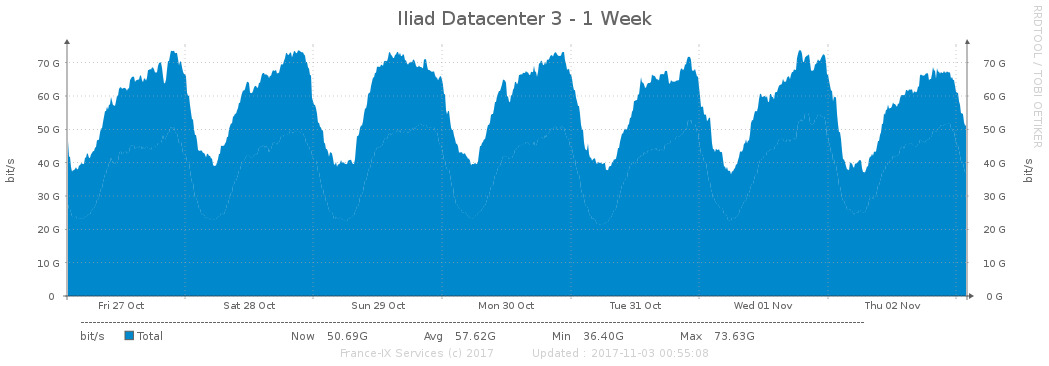 Iliad Datacenter 3 - 1 Week
RRDTOOL / TOBI OETIKER
bit/s
70 G
60 G
50 G
40 G
30 G
20 G
10 G
0
70 G
60 G
50 G
40 G
30 G
20 G
10 G
0 G
bit/s
Fri 27 Oct Sat 28 Oct Sun 29 Oct Mon 30 Oct Tue 31 Oct Wed 01 Nov Thu 02 Nov
bit/s Total Now 50.69G Avg 57.62G Min 36.40G Max 73.63G
France-IX Services (c) 2017 Updated : 2017-11-03 00:55:08